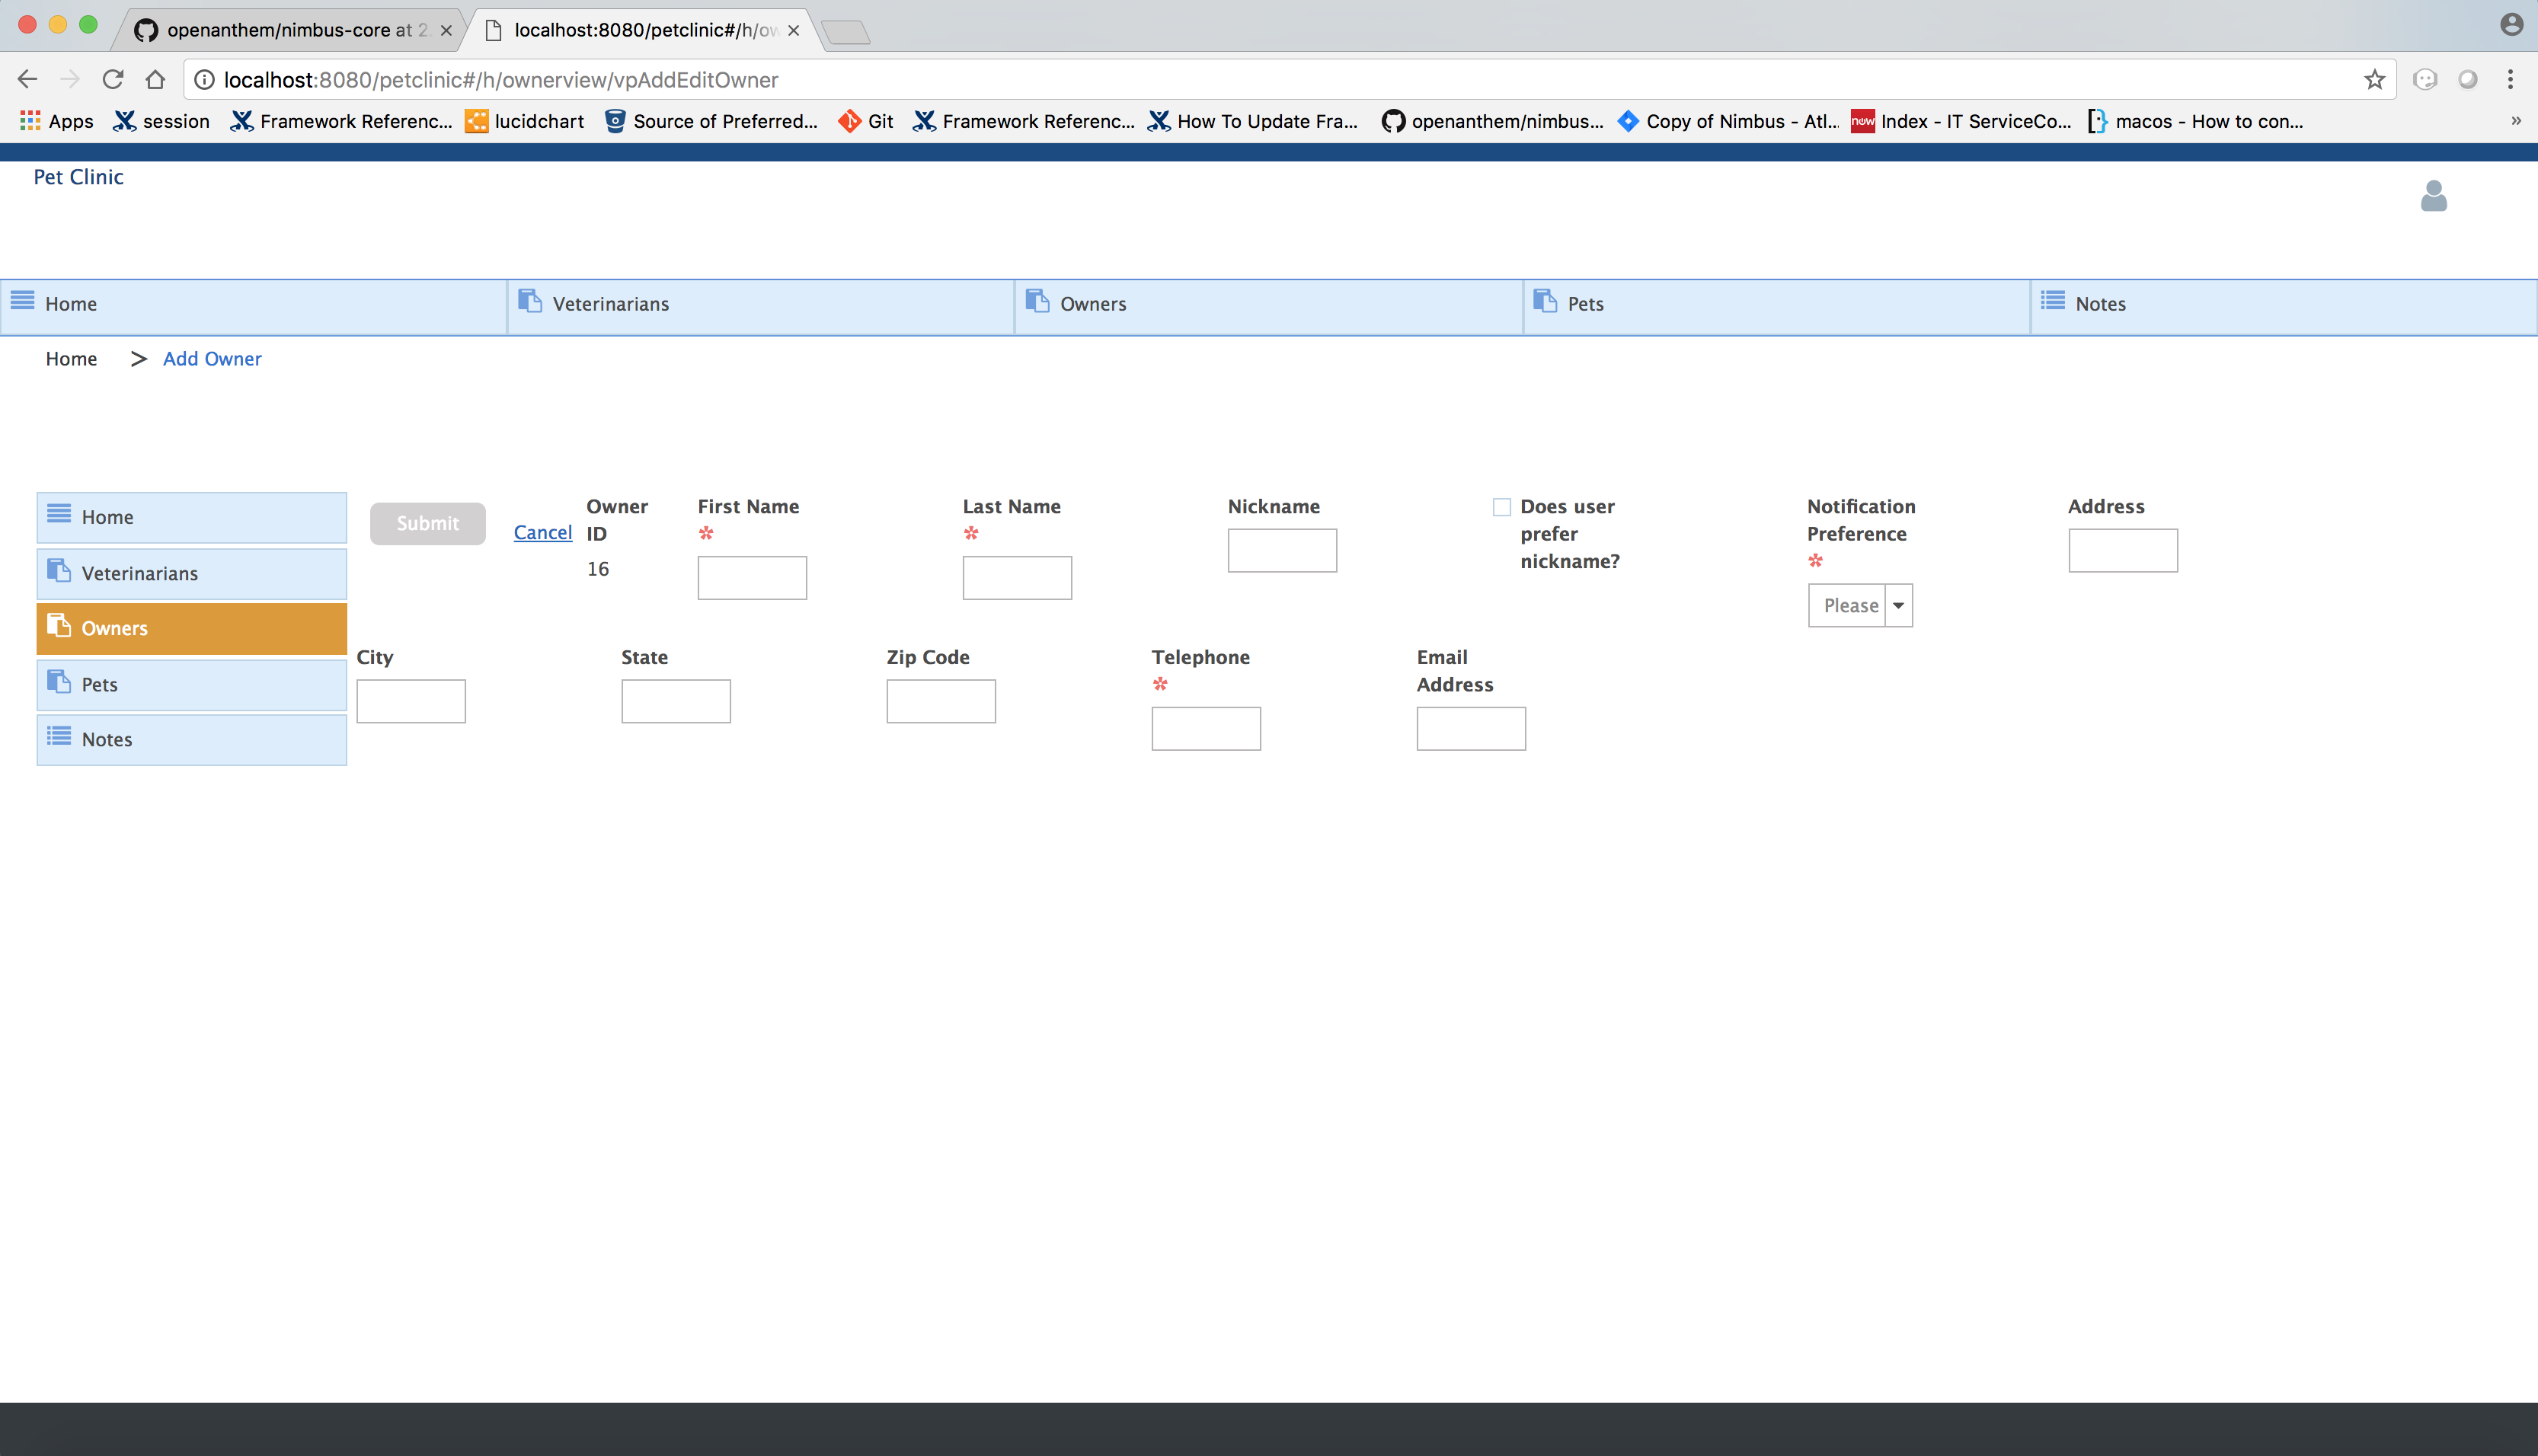 openanthem/nimbus-core at 2
localhost:8080/petclinic#/h/ow
localhost:8080/petclinic#/h/ownerview/vpAddEditOwner
Apps session Framework Referenc... lucidchart Source of Preferred... Git Framework Referenc... How To Update Fra... openanthem/nimbus... Copy of Nimbus - Atl... now Index - IT ServiceCo... macos - How to con... »
Pet Clinic
Home Veterinarians Owners Pets Notes
Home > Add Owner
Home
Veterinarians
Owners
Pets
Notes
Submit
Cancel
Owner
ID
16
First Name
*
Last Name
*
Nickname
Does user
prefer
nickname?
Notification
Preference
*
Please
Address
City
State
Zip Code
Telephone
*
Email
Address